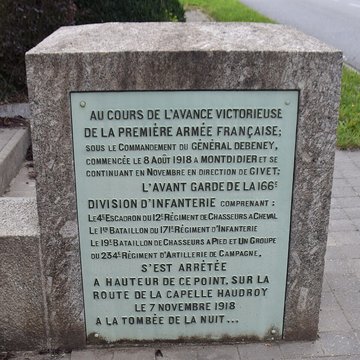 AU COURS DE L'AVANCE VICTORIEUSE
DE LA PREMIÈRE ARMÉE FRANÇAISE;
SOUS LE COMMANDEMENT DU GÉNÉRAL DEBENEY,
COMMENCÉE LE 8 AOÛT 1918 A MONTDIDIER ET SE
CONTINUANT EN NOVEMBRE EN DIRECTION DE GIVET;
L'AVANT GARDE DE LA 166E
DIVISION D'INFANTERIE COMPRENANT :
LE 4E ESCADRON DU 12E RÉGIMENT DE CHASSEURS A CHEVAL
LE 1ER BATAILLON DU 171E RÉGIMENT D'INFANTERIE
LE 19E BATAILLON DE CHASSEURS A PIED ET UN GROUPE
DU 234E RÉGIMENT D'ARTILLERIE DE CAMPAGNE,
S'EST ARRÉTÉE
A HAUTEUR DE CE POINT, SUR LA
ROUTE DE LA CAPELLE HAUDROY
LE 7 NOVEMBRE 1918
A LA TOMBÉE DE LA NUIT...